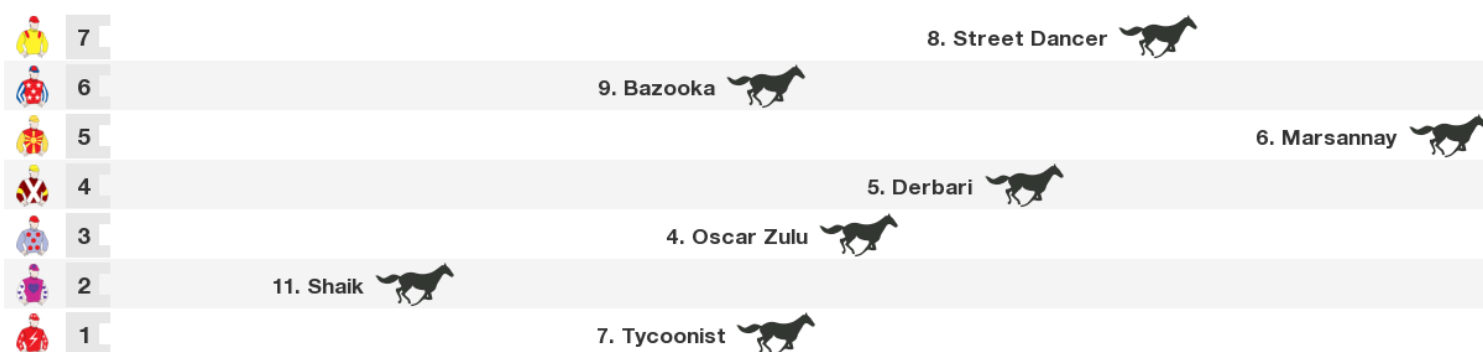 7 8. Street Dancer
6 9. Bazooka
5 6. Marsannay
4 5. Derbari
3 4. Oscar Zulu
2 11. Shaik
1 7. Tycoonist